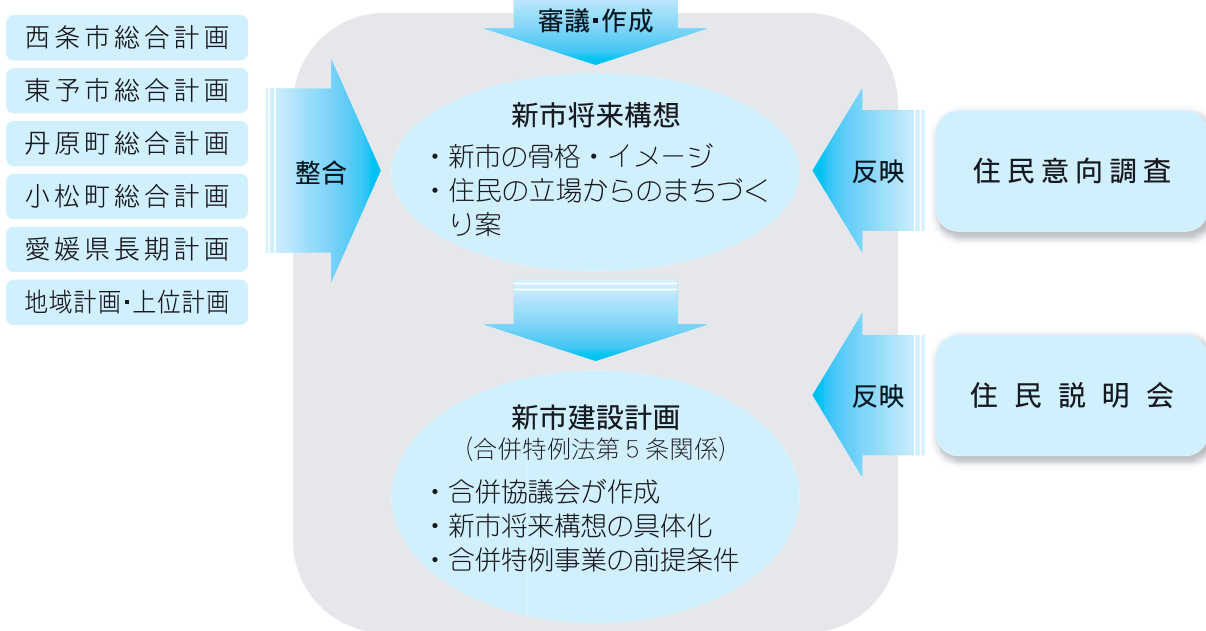 審議・作成
西条市総合計画
東予市総合計画
丹原町総合計画
小松町総合計画
愛媛県長期計画
地域計画・上位計画
整合
新市将来構想
・新市の骨格・イメージ
・住民の立場からのまちづく
り案
反映
住民意向調査
新市建設計画
(合併特例法第5条関係)
・合併協議会が作成
・新市将来構想の具体化
・合併特例事業の前提条件
反映
住民説明会